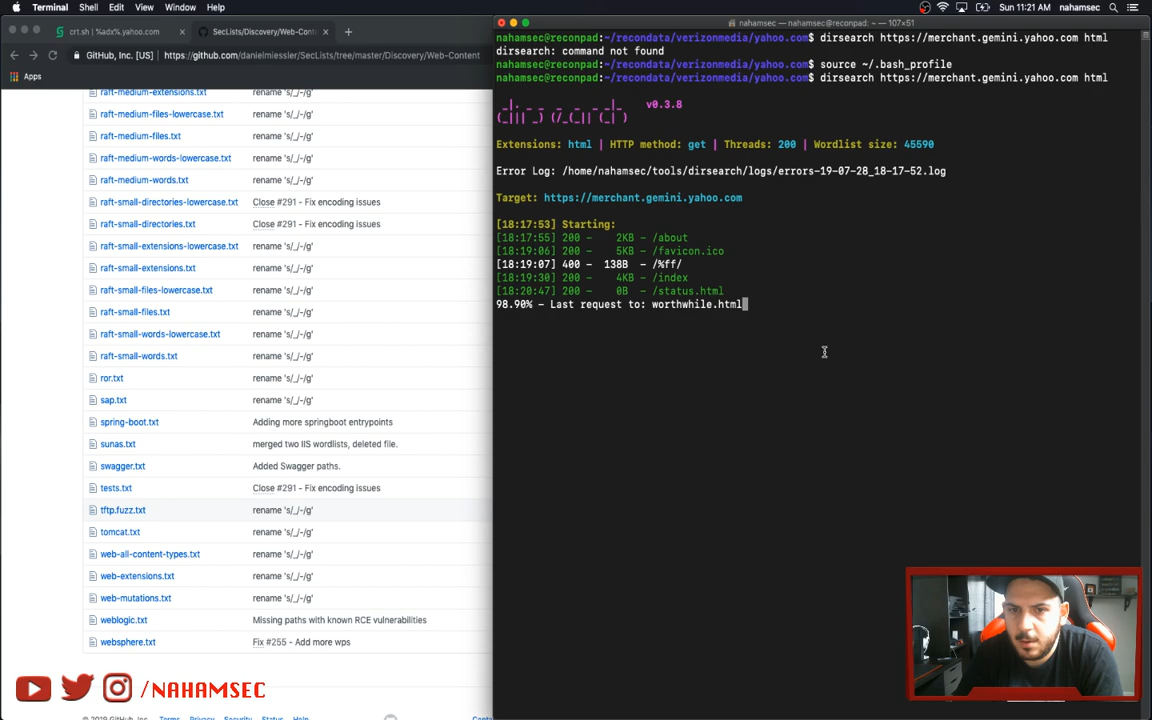 Terminal Shell Edit View Window Help
Sun 11:21 AM nahamsec
crt.sh | %adx%.yahoo.com
SecLists/Discovery/Web-Conten
GitHub, Inc. [US] | https://github.com/danielmiessler/SecLists/tree/master/Discovery/Web-Content
Apps
raft-medium-extensions.txt rename 's/_/-/g'
raft-medium-files-lowercase.txt rename 's/_/-/g'
raft-medium-files.txt rename 's/_/-/g'
raft-medium-words-lowercase.txt rename 's/_/-/g'
raft-medium-words.txt rename 's/_/-/g'
raft-small-directories-lowercase.txt Close #291 - Fix encoding issues
raft-small-directories.txt Close #291 - Fix encoding issues
raft-small-extensions-lowercase.txt rename 's/_/-/g'
raft-small-extensions.txt rename 's/_/-/g'
raft-small-files-lowercase.txt rename 's/_/-/g'
raft-small-files.txt rename 's/_/-/g'
raft-small-words-lowercase.txt rename 's/_/-/g'
raft-small-words.txt rename 's/_/-/g'
ror.txt rename 's/_/-/g'
sap.txt rename 's/_/-/g'
spring-boot.txt Adding more springboot entrypoints
sunas.txt merged two IIS wordlists, deleted file.
swagger.txt Added Swagger paths.
tests.txt Close #291 - Fix encoding issues
tftp.fuzz.txt rename 's/_/-/g'
tomcat.txt rename 's/_/-/g'
web-all-content-types.txt rename 's/_/-/g'
web-extensions.txt rename 's/_/-/g'
web-mutations.txt rename 's/_/-/g'
weblogic.txt Missing paths with known RCE vulnerabilities
websphere.txt Fix #255 - Add more wps
© 2019 GitHub, Inc. Terms Privacy Security Status Help
/NAHAMSEC
nahamsec — nahamsec@reconpad: ~ — 107×51
nahamsec@reconpad:~/recondata/verizonmedia/yahoo.com$ dirsearch https://merchant.gemini.yahoo.com html
dirsearch: command not found
nahamsec@reconpad:~/recondata/verizonmedia/yahoo.com$ source ~/.bash_profile
nahamsec@reconpad:~/recondata/verizonmedia/yahoo.com$ dirsearch https://merchant.gemini.yahoo.com html
_|. _ _ _ _ _ _|_ v0.3.8
(_||| _) (/_(_|| (_| )
Extensions: html | HTTP method: get | Threads: 200 | Wordlist size: 45590
Error Log: /home/nahamsec/tools/dirsearch/logs/errors-19-07-28_18-17-52.log
Target: https://merchant.gemini.yahoo.com
[18:17:53] Starting:
[18:17:55] 200 - 2KB - /about
[18:19:06] 200 - 5KB - /favicon.ico
[18:19:07] 400 - 138B - /%ff/
[18:19:30] 200 - 4KB - /index
[18:20:47] 200 - 0B - /status.html
98.90% - Last request to: worthwhile.html